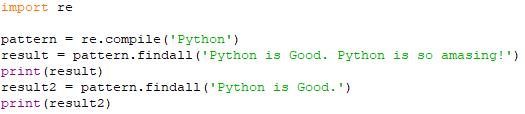 import re
pattern = re.compile('Python')
result = pattern.findall('Python is Good. Python is so amasing!')
print(result)
result2 = pattern.findall('Python is Good.')
print(result2)